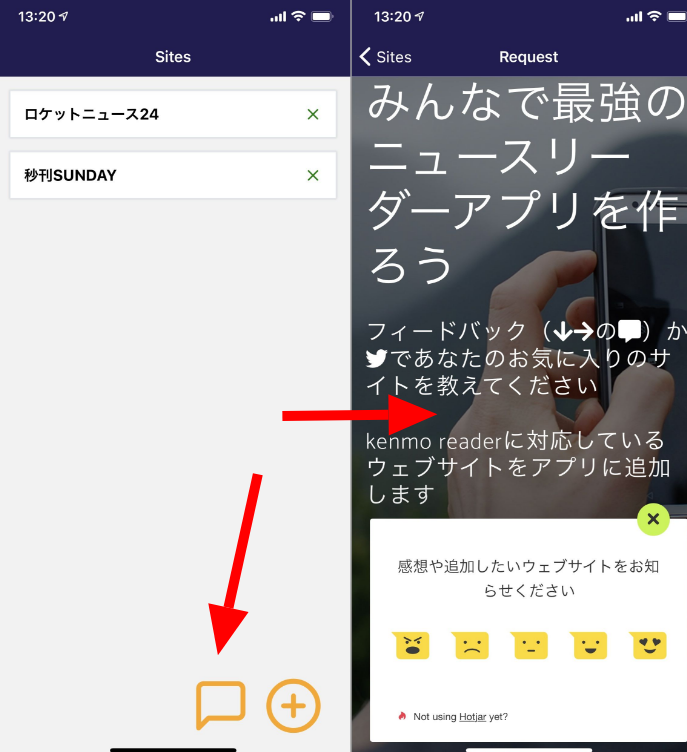 13:20
Sites
ロケットニュース24
秒刊SUNDAY
13:20
Sites
Request
みんなで最強の
ニュースリー
ダーアプリを作
ろう
フィードバック（↓→の）か
であなたのお気に入りのサ
イトを教えてください
kenmo readerに対応している
ウェブサイトをアプリに追加
します
感想や追加したいウェブサイトをお知
らせください
Not using Hotjar yet?